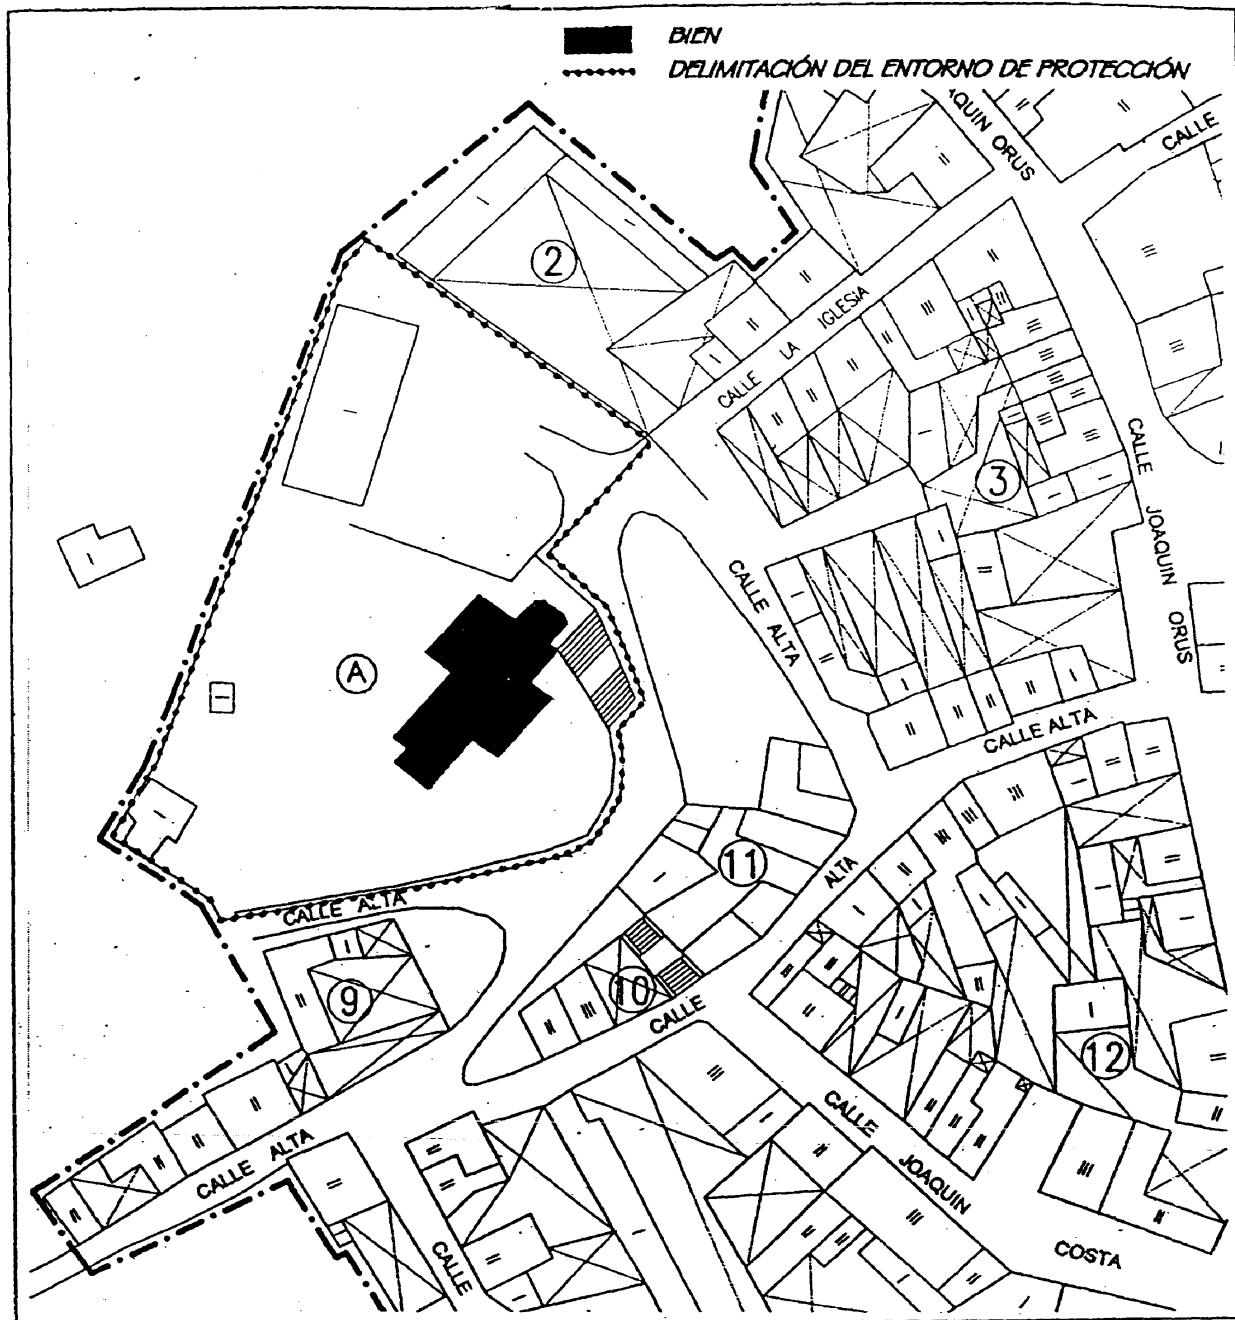 BIEN
DELIMITACIÓN DEL ENTORNO DE PROTECCIÓN
AQUIN ORUS
CALLE
2
CALLE LA IGLESIA
3
CALLE JOAQUIN ORUS
CALLE ALTA
A
CALLE ALTA
11
ALTA
CALLE ALTA
9
10
CALLE
12
CALLE ALTA
CALLE JOAQUIN COSTA
CALLE